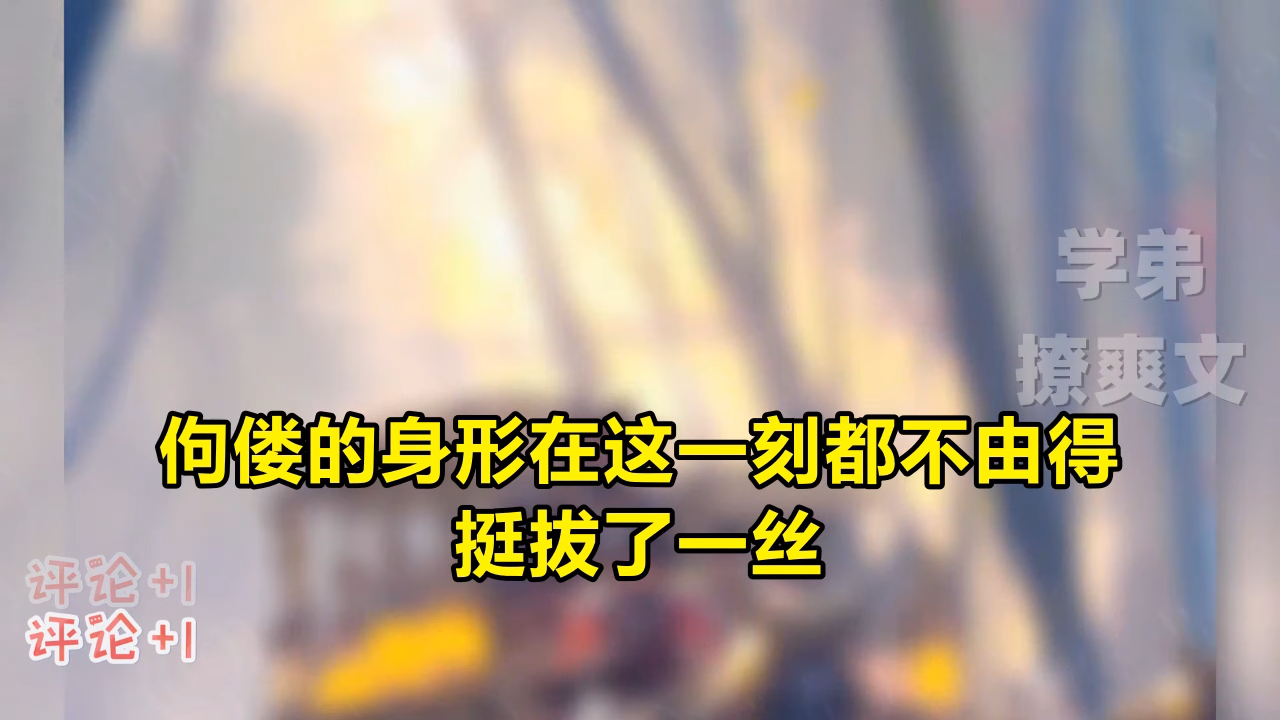 学弟
撩爽文
佝偻的身形在这一刻都不由得
挺拔了一丝
评论+1
评论+1